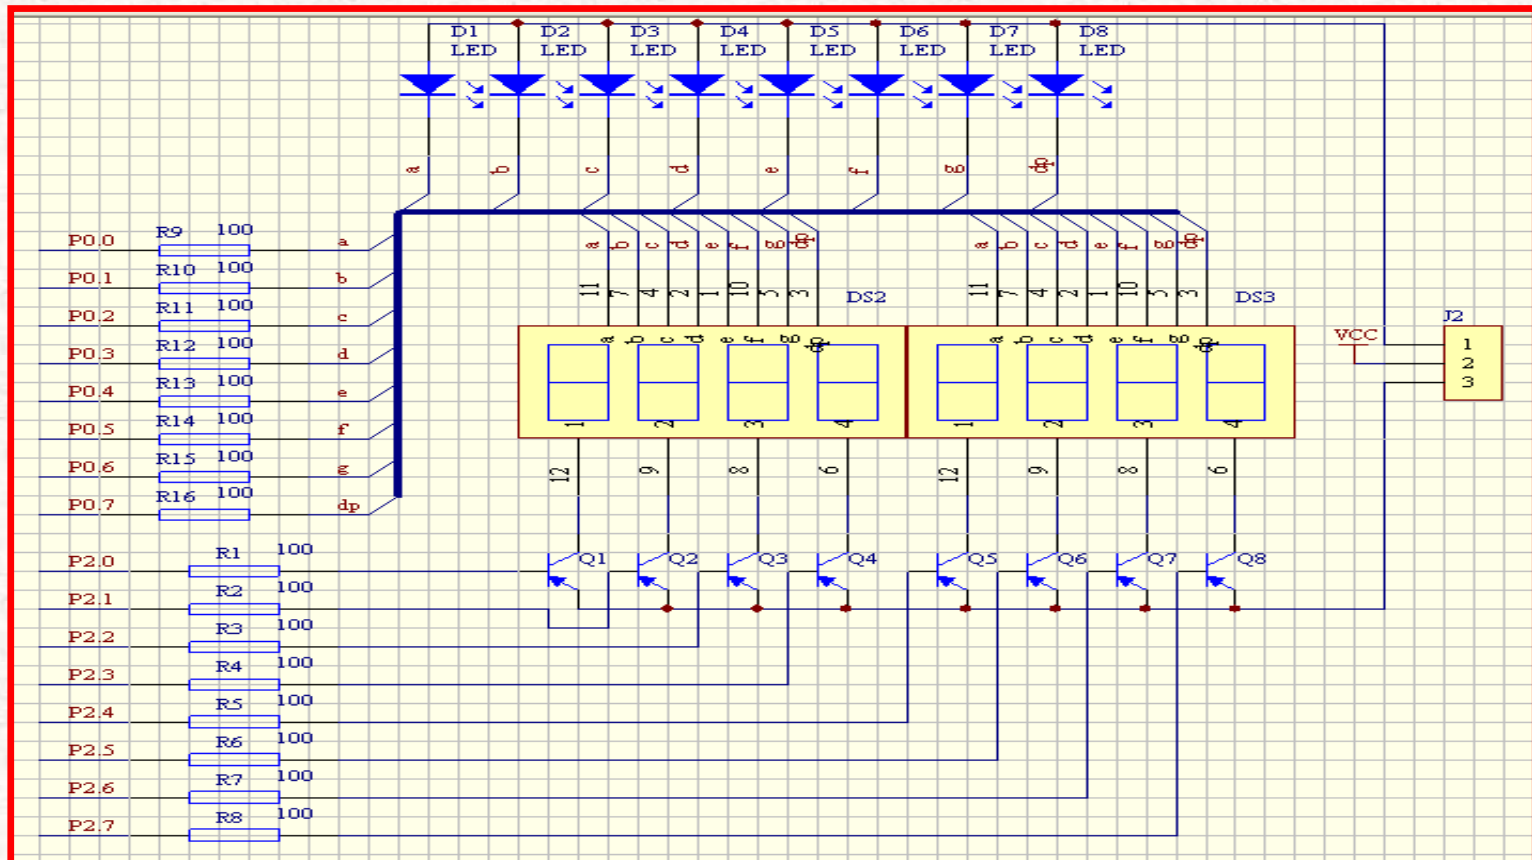 D1 D2 D3 D4 D5 D6 D7 D8
LED LED LED LED LED LED LED LED
a b c d e f g dp
P0.0 R9 100 a
P0.1 R10 100 b
P0.2 R11 100 c
P0.3 R12 100 d
P0.4 R13 100 e
P0.5 R14 100 f
P0.6 R15 100 g
P0.7 R16 100 dp
a b c d e f g dp a b c d e f g dp
11 7 4 2 1 10 5 3 DS2 11 7 4 2 1 10 5 3 DS3
a b c d e f g dp a b c d e f g dp
1 2 3 4 1 2 3 4
12 9 8 6 12 9 8 6
J2
VCC
1
2
3
Q1 Q2 Q3 Q4 Q5 Q6 Q7 Q8
P2.0 R1 100
P2.1 R2 100
P2.2 R3 100
P2.3 R4 100
P2.4 R5 100
P2.5 R6 100
P2.6 R7 100
P2.7 R8 100